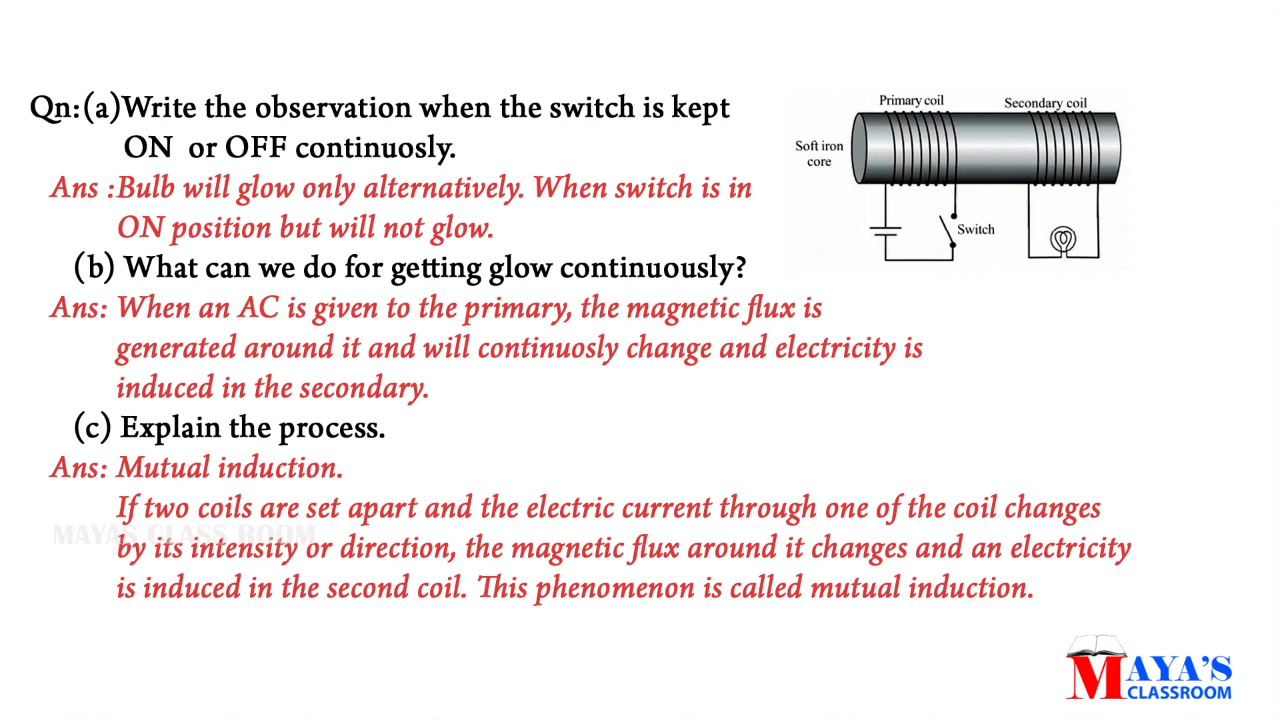 Qn:(a)Write the observation when the switch is kept
ON or OFF continuosly.
Ans :Bulb will glow only alternatively. When switch is in
ON position but will not glow.
(b) What can we do for getting glow continuously?
Ans: When an AC is given to the primary, the magnetic flux is
generated around it and will continuosly change and electricity is
induced in the secondary.
(c) Explain the process.
Ans: Mutual induction.
If two coils are set apart and the electric current through one of the coil changes
by its intensity or direction, the magnetic flux around it changes and an electricity
is induced in the second coil. This phenomenon is called mutual induction.
Primary coil
Secondary coil
Soft iron
core
Switch
MAYAS CLASS ROOM
MAYA'S
CLASSROOM